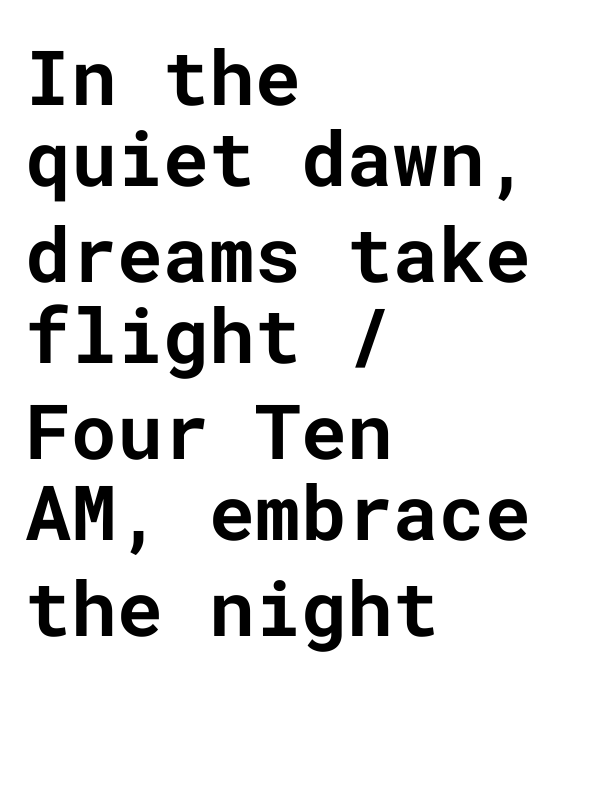 In the
quiet dawn,
dreams take
flight /
Four Ten
AM, embrace
the night